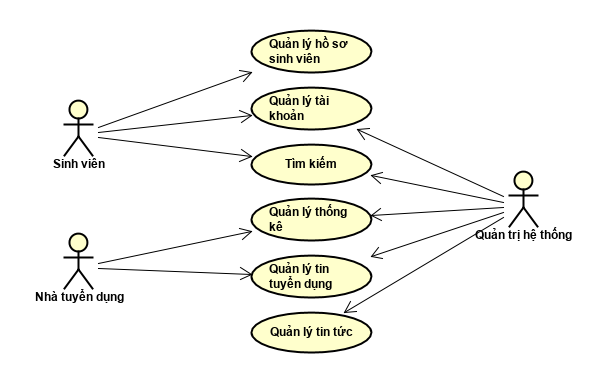 Quản lý hồ sơ
sinh viên
Quản lý tài
khoản
Sinh viên
Tìm kiếm
Quản lý thống
kê
Quản trị hệ thống
Nhà tuyển dụng
Quản lý tin
tuyển dụng
Quản lý tin tức